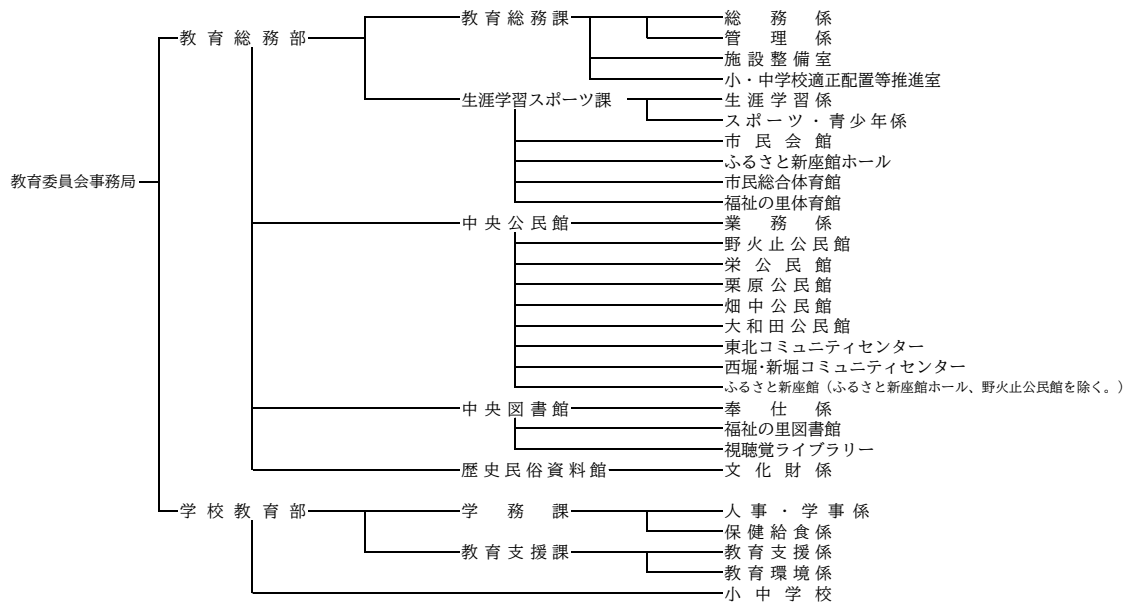 教育総務課 総務係
教育総務部 管理係
施設整備室
小・中学校適正配置等推進室
生涯学習スポーツ課 生涯学習係
スポーツ・青少年係
市民会館
ふるさと新座館ホール
教育委員会事務局 市民総合体育館
福祉の里体育館
中央公民館 業務係
野火止公民館
栄公民館
栗原公民館
畑中公民館
大和田公民館
東北コミュニティセンター
西堀・新堀コミュニティセンター
ふるさと新座館（ふるさと新座館ホール、野火止公民館を除く。）
中央図書館 奉仕係
福祉の里図書館
視聴覚ライブラリー
歴史民俗資料館 文化財係
学校教育部 学務課 人事・学事係
保健給食係
教育支援課 教育支援係
教育環境係
小中学校